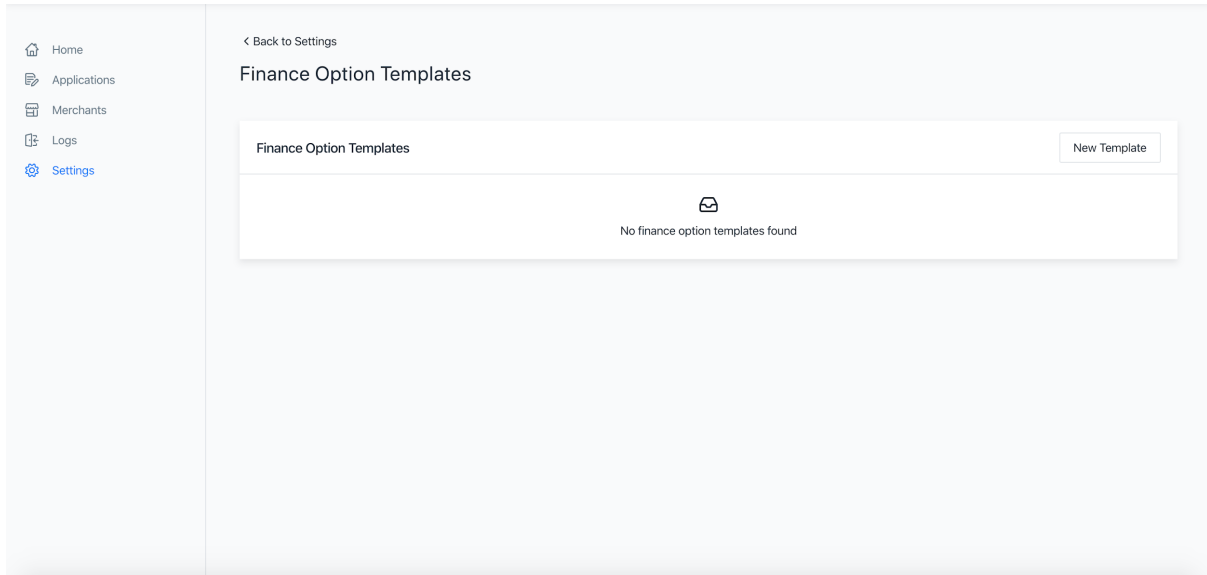 Home
Applications
Merchants
Logs
Settings
Back to Settings
Finance Option Templates
Finance Option Templates
New Template
No finance option templates found